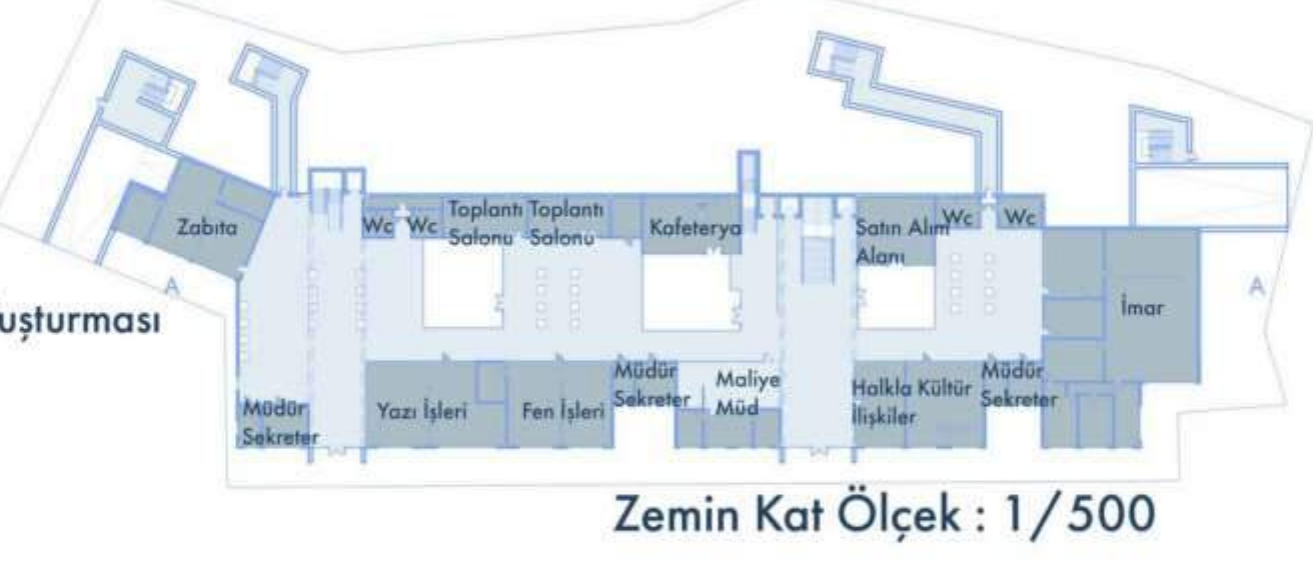 Zabıta
Wc Wc
Toplantı Toplantı
Salonu Salonu
Kafeterya
Satın Alım
Alanı
Wc Wc
A
A
İmar
uşturması
Müdür
Sekreter
Yazı İşleri
Fen İşleri
Müdür
Sekreter
Maliye
Müd
Halkla Kültür
İlişkiler
Müdür
Sekreter
Zemin Kat Ölçek : 1/500